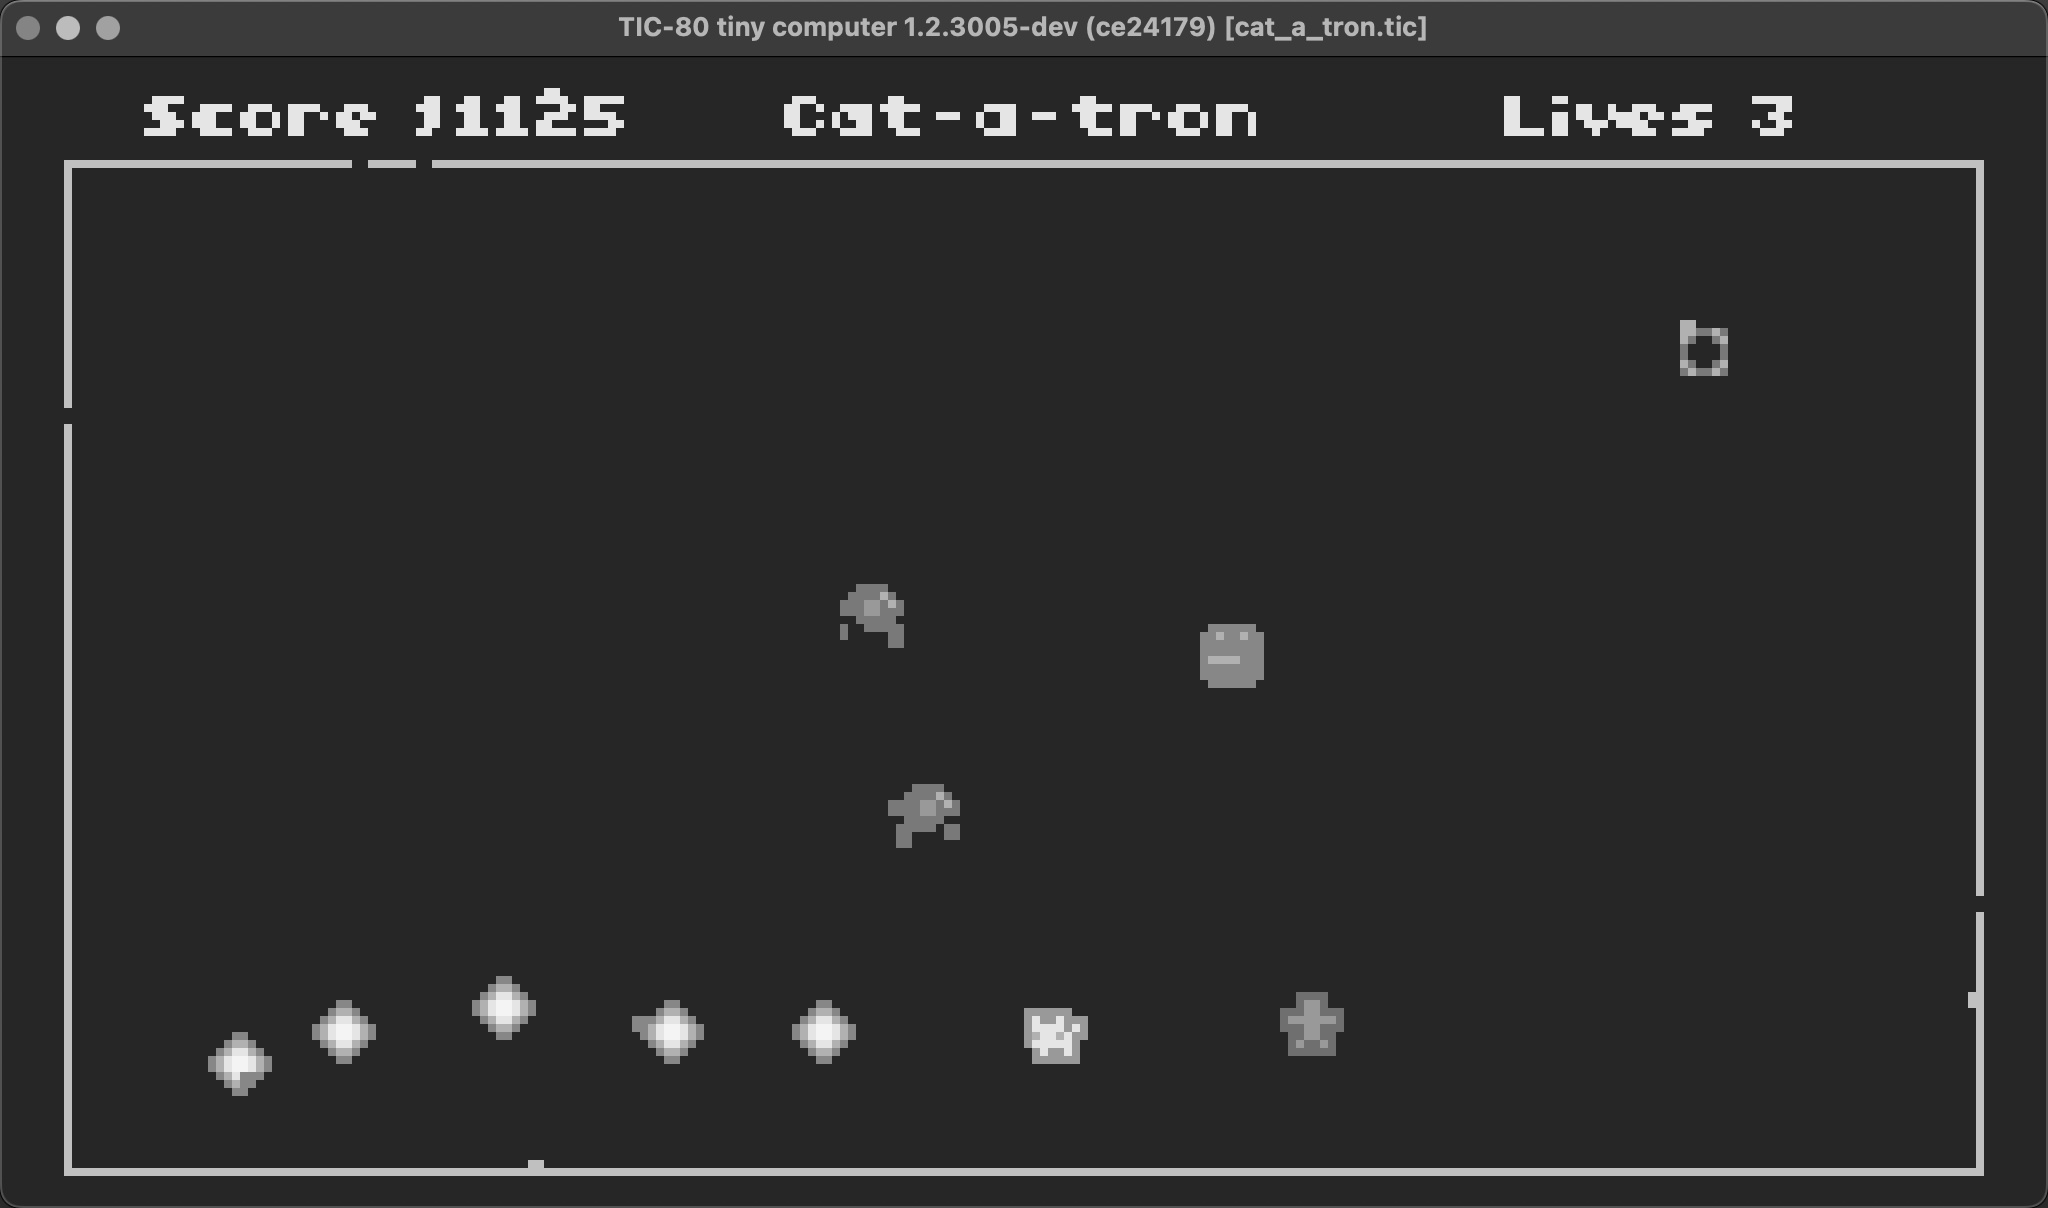 TIC-80 tiny computer 1.2.3005-dev (ce24179) [cat_a_tron.tic]
Score 11125 Cat-a-tron Lives 3